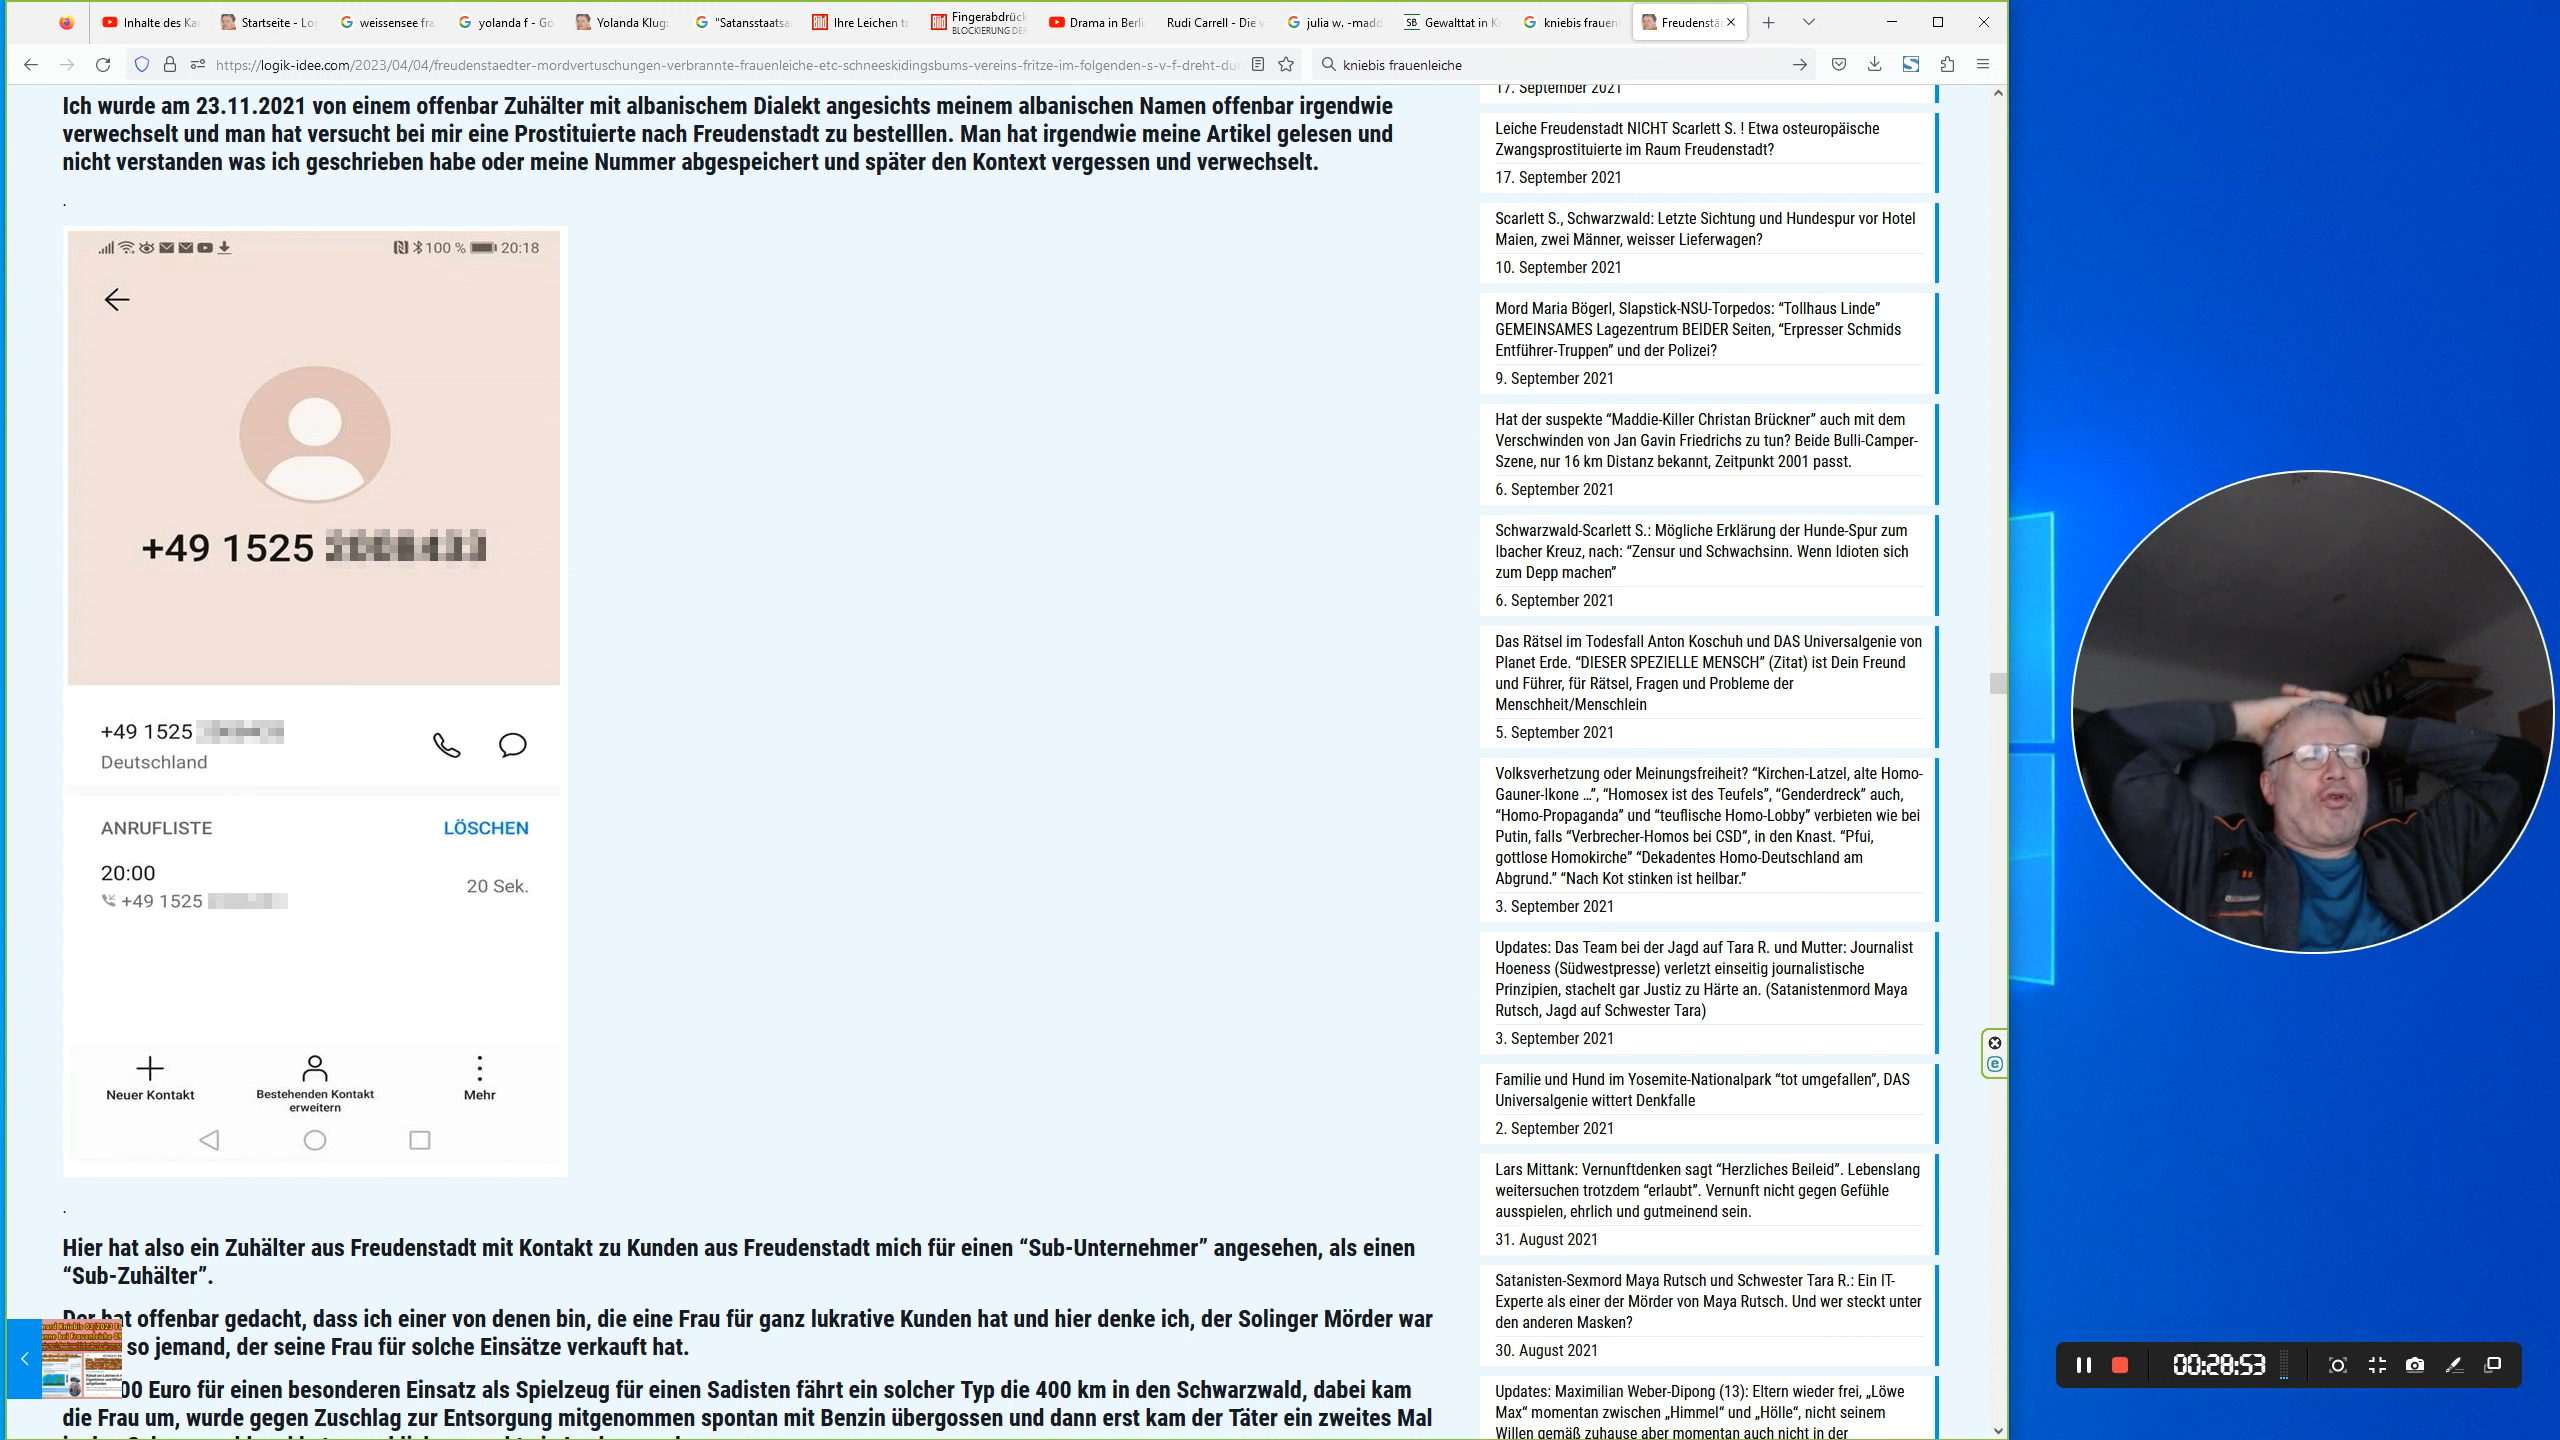 Inhalte des Ka
Startseite - Lo
weissensee fra
yolanda f - Go
Yolanda Klug:
"Satansstaatsa
Ihre Leichen t
Fingerabdrück
BLOCKIERUNG DE
Drama in Berli
Rudi Carrell - Die v
julia w. -madd
Gewalttat in K
kniebis frauen
Freudenstä
https://logik-idee.com/2023/04/04/freudenstaedter-mordvertuschungen-verbrannte-frauenleiche-etc-schneeskidingsbums-vereins-fritze-im-folgenden-s-v-f-dreht-dur
kniebis frauenleiche
Ich wurde am 23.11.2021 von einem offenbar Zuhälter mit albanischem Dialekt angesichts meinem albanischen Namen offenbar irgendwie
verwechselt und man hat versucht bei mir eine Prostituierte nach Freudenstadt zu bestelllen. Man hat irgendwie meine Artikel gelesen und
nicht verstanden was ich geschrieben habe oder meine Nummer abgespeichert und später den Kontext vergessen und verwechselt.
.
100 % 20:18
+49 1525
+49 1525
Deutschland
ANRUFLISTE LÖSCHEN
20:00
20 Sek.
+49 1525
Neuer Kontakt
Bestehenden Kontakt
erweitern
Mehr
.
Hier hat also ein Zuhälter aus Freudenstadt mit Kontakt zu Kunden aus Freudenstadt mich für einen “Sub-Unternehmer” angesehen, als einen
“Sub-Zuhälter”.
Der hat offenbar gedacht, dass ich einer von denen bin, die eine Frau für ganz lukrative Kunden hat und hier denke ich, der Solinger Mörder war
so jemand, der seine Frau für solche Einsätze verkauft hat.
00 Euro für einen besonderen Einsatz als Spielzeug für einen Sadisten fährt ein solcher Typ die 400 km in den Schwarzwald, dabei kam
die Frau um, wurde gegen Zuschlag zur Entsorgung mitgenommen spontan mit Benzin übergossen und dann erst kam der Täter ein zweites Mal
17. September 2021
Leiche Freudenstadt NICHT Scarlett S. ! Etwa osteuropäische
Zwangsprostituierte im Raum Freudenstadt?
17. September 2021
Scarlett S., Schwarzwald: Letzte Sichtung und Hundespur vor Hotel
Maien, zwei Männer, weisser Lieferwagen?
10. September 2021
Mord Maria Bögerl, Slapstick-NSU-Torpedos: “Tollhaus Linde”
GEMEINSAMES Lagezentrum BEIDER Seiten, “Erpresser Schmids
Entführer-Truppen” und der Polizei?
9. September 2021
Hat der suspekte “Maddie-Killer Christan Brückner” auch mit dem
Verschwinden von Jan Gavin Friedrichs zu tun? Beide Bulli-Camper-
Szene, nur 16 km Distanz bekannt, Zeitpunkt 2001 passt.
6. September 2021
Schwarzwald-Scarlett S.: Mögliche Erklärung der Hunde-Spur zum
Ibacher Kreuz, nach: “Zensur und Schwachsinn. Wenn Idioten sich
zum Depp machen”
6. September 2021
Das Rätsel im Todesfall Anton Koschuh und DAS Universalgenie von
Planet Erde. “DIESER SPEZIELLE MENSCH” (Zitat) ist Dein Freund
und Führer, für Rätsel, Fragen und Probleme der
Menschheit/Menschlein
5. September 2021
Volksverhetzung oder Meinungsfreiheit? “Kirchen-Latzel, alte Homo-
Gauner-Ikone …”, “Homosex ist des Teufels”, “Genderdreck” auch,
“Homo-Propaganda” und “teuflische Homo-Lobby” verbieten wie bei
Putin, falls “Verbrecher-Homos bei CSD”, in den Knast. “Pfui,
gottlose Homokirche” “Dekadentes Homo-Deutschland am
Abgrund.” “Nach Kot stinken ist heilbar.”
3. September 2021
Updates: Das Team bei der Jagd auf Tara R. und Mutter: Journalist
Hoeness (Südwestpresse) verletzt einseitig journalistische
Prinzipien, stachelt gar Justiz zu Härte an. (Satanistenmord Maya
Rutsch, Jagd auf Schwester Tara)
3. September 2021
Familie und Hund im Yosemite-Nationalpark “tot umgefallen”, DAS
Universalgenie wittert Denkfalle
2. September 2021
Lars Mittank: Vernunftdenken sagt “Herzliches Beileid”. Lebenslang
weitersuchen trotzdem “erlaubt”. Vernunft nicht gegen Gefühle
ausspielen, ehrlich und gutmeinend sein.
31. August 2021
Satanisten-Sexmord Maya Rutsch und Schwester Tara R.: Ein IT-
Experte als einer der Mörder von Maya Rutsch. Und wer steckt unter
den anderen Masken?
30. August 2021
Updates: Maximilian Weber-Dipong (13): Eltern wieder frei, „Löwe
Max“ momentan zwischen „Himmel“ und „Hölle“, nicht seinem
Willen gemäß zuhause aber momentan auch nicht in der
00:28:53